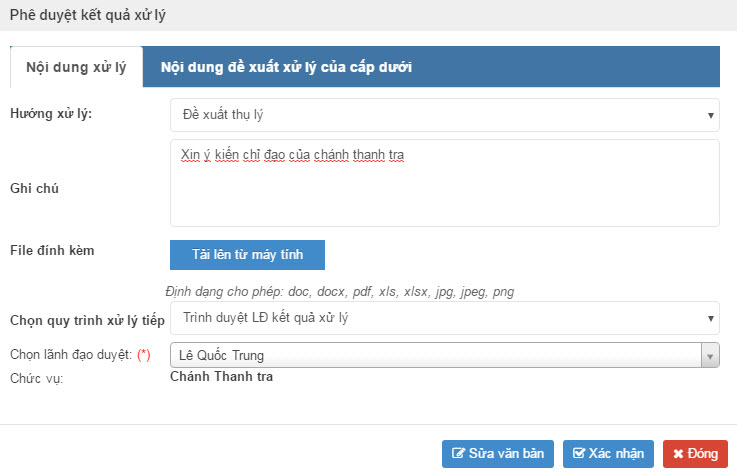 Phê duyệt kết quả xử lý
Nội dung xử lý
Nội dung đề xuất xử lý của cấp dưới
Hướng xử lý:
Đề xuất thụ lý
Ghi chú
Xin ý kiến chỉ đạo của chánh thanh tra
File đính kèm
Tải lên từ máy tính
Định dạng cho phép: doc, docx, pdf, xls, xlsx, jpg, jpeg, png
Chọn quy trình xử lý tiếp
Trình duyệt LĐ kết quả xử lý
Chọn lãnh đạo duyệt: (*)
Lê Quốc Trung
Chức vụ:
Chánh Thanh tra
Sửa văn bản
Xác nhận
Đóng